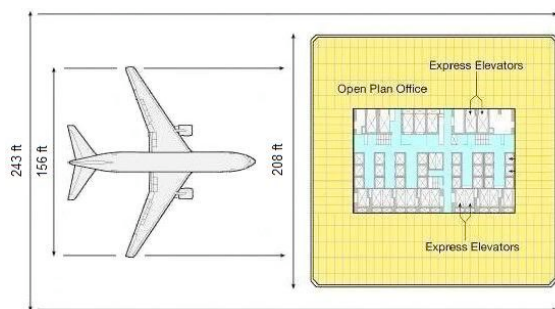 243 ft
156 ft
208 ft
Express Elevators
Open Plan Office
Express Elevators